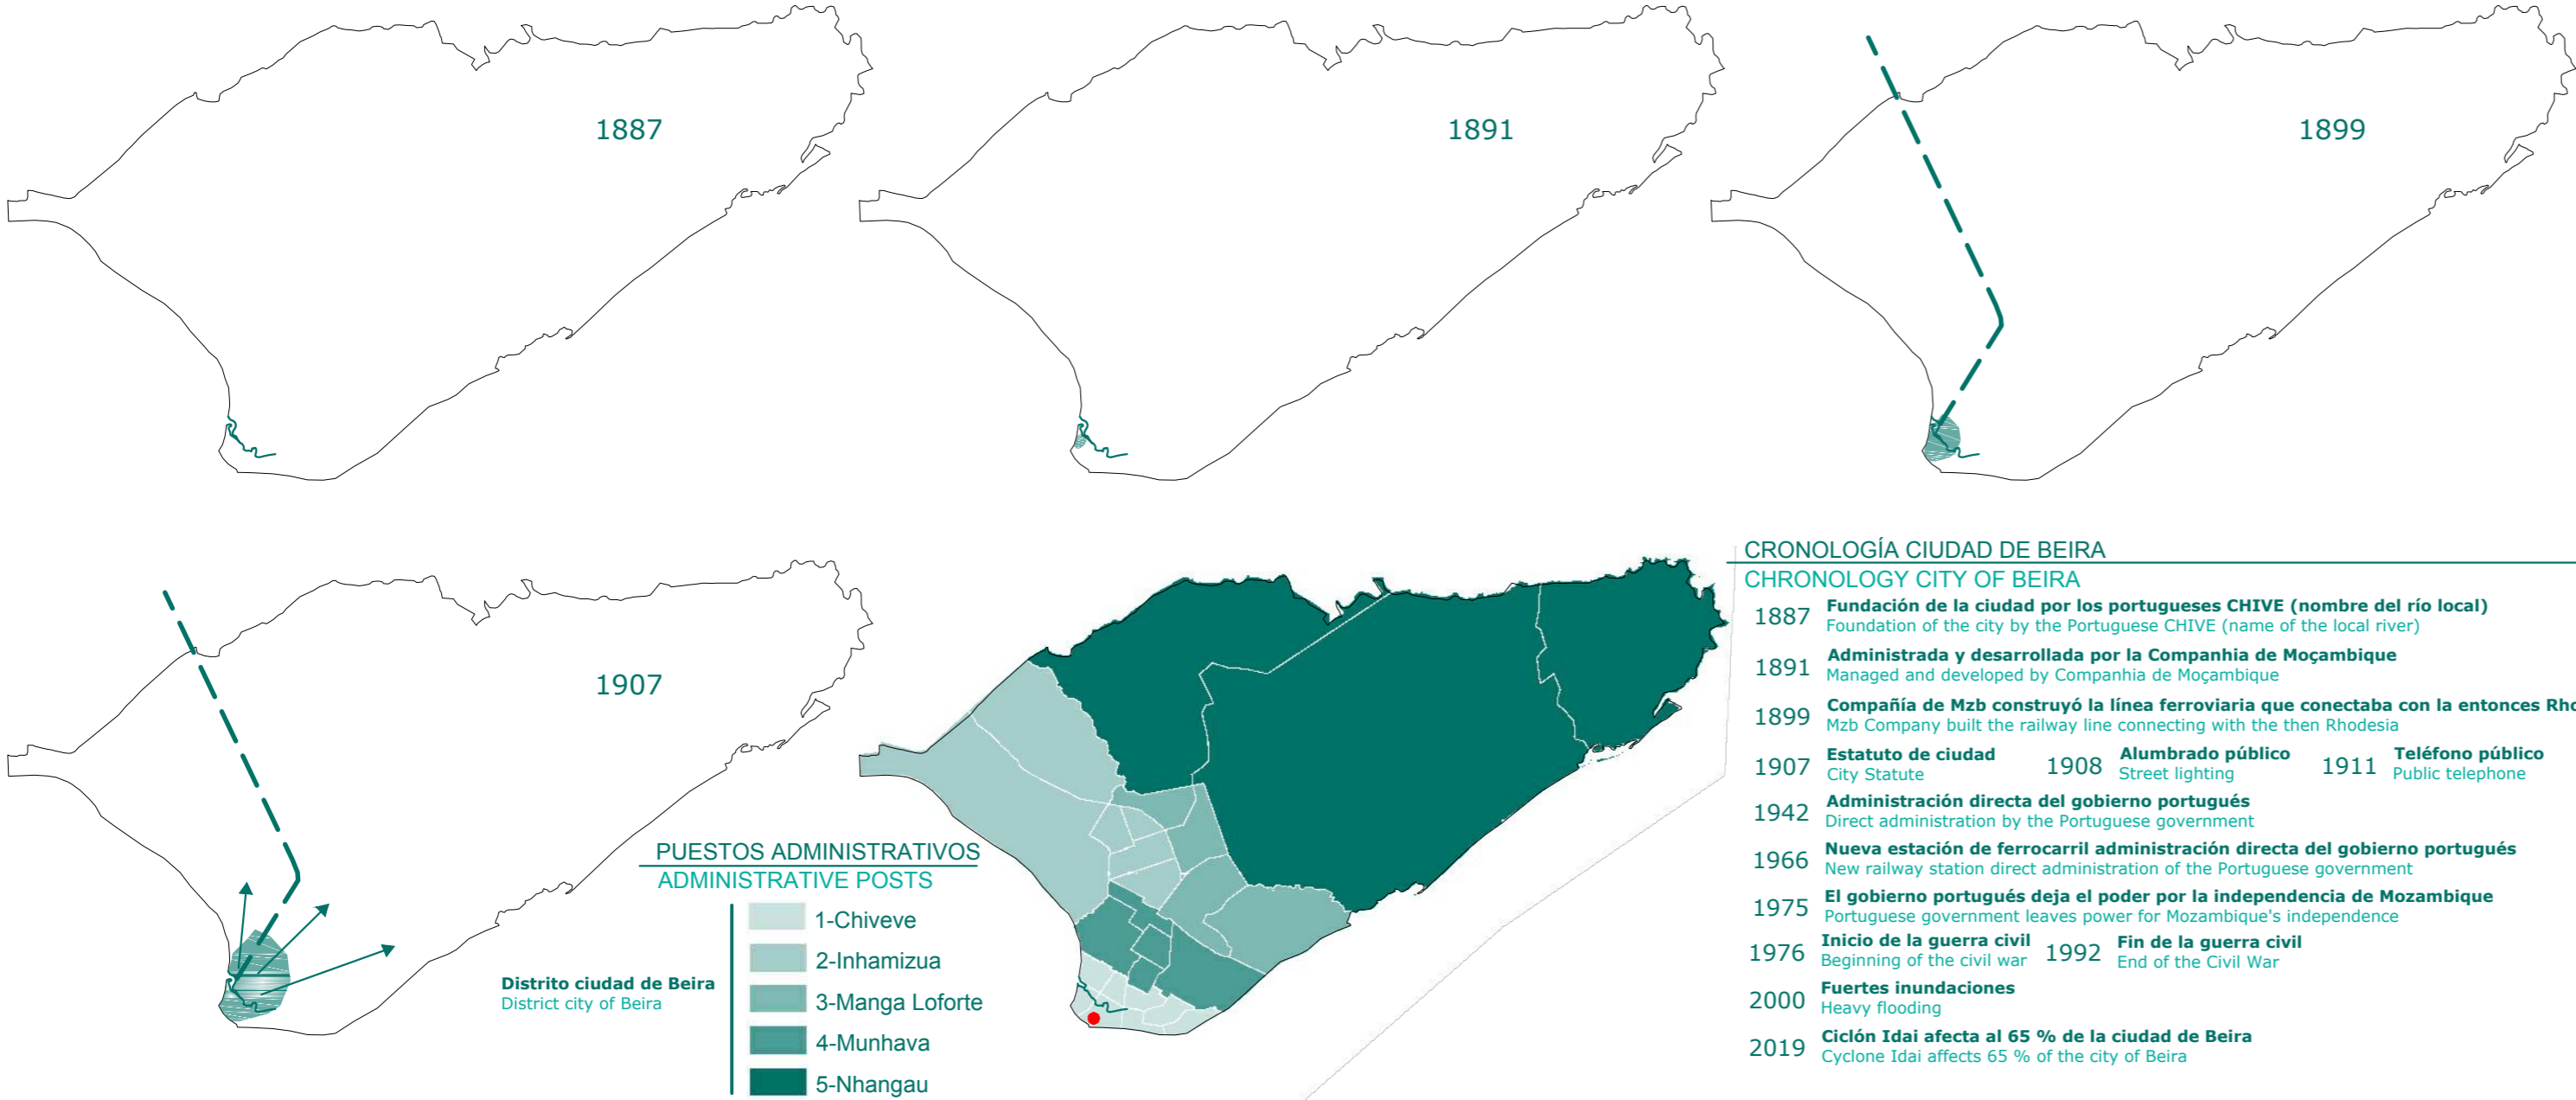 1887
1891
1899
1907
Distrito ciudad de Beira
District city of Beira
PUESTOS ADMINISTRATIVOS
ADMINISTRATIVE POSTS
1-Chiveve
2-Inhamizua
3-Manga Loforte
4-Munhava
5-Nhangau
CRONOLOGÍA CIUDAD DE BEIRA
CHRONOLOGY CITY OF BEIRA
1887 Fundación de la ciudad por los portugueses CHIVE (nombre del río local)
Foundation of the city by the Portuguese CHIVE (name of the local river)
1891 Administrada y desarrollada por la Companhia de Moçambique
Managed and developed by Companhia de Moçambique
1899 Compañía de Mzb construyó la línea ferroviaria que conectaba con la entonces Rho
Mzb Company built the railway line connecting with the then Rhodesia
1907 Estatuto de ciudad 1908 Alumbrado público 1911 Teléfono público
City Statute Street lighting Public telephone
1942 Administración directa del gobierno portugués
Direct administration by the Portuguese government
1966 Nueva estación de ferrocarril administración directa del gobierno portugués
New railway station direct administration of the Portuguese government
1975 El gobierno portugués deja el poder por la independencia de Mozambique
Portuguese government leaves power for Mozambique's independence
1976 Inicio de la guerra civil 1992 Fin de la guerra civil
Beginning of the civil war End of the Civil War
2000 Fuertes inundaciones
Heavy flooding
2019 Ciclón Idai afecta al 65 % de la ciudad de Beira
Cyclone Idai affects 65 % of the city of Beira